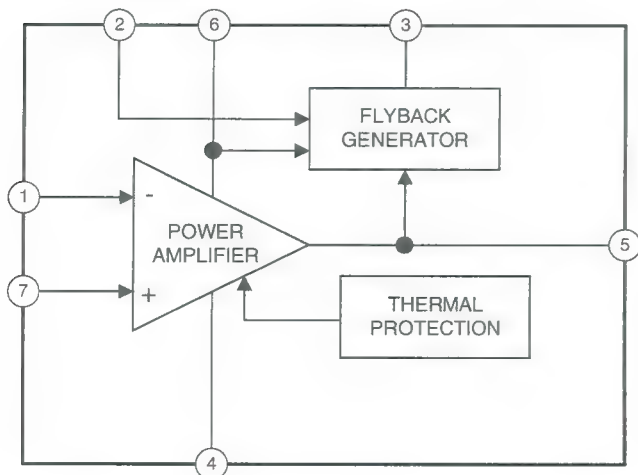 2 6 3
FLYBACK
GENERATOR
1
-
POWER
AMPLIFIER
5
7
+
THERMAL
PROTECTION
4